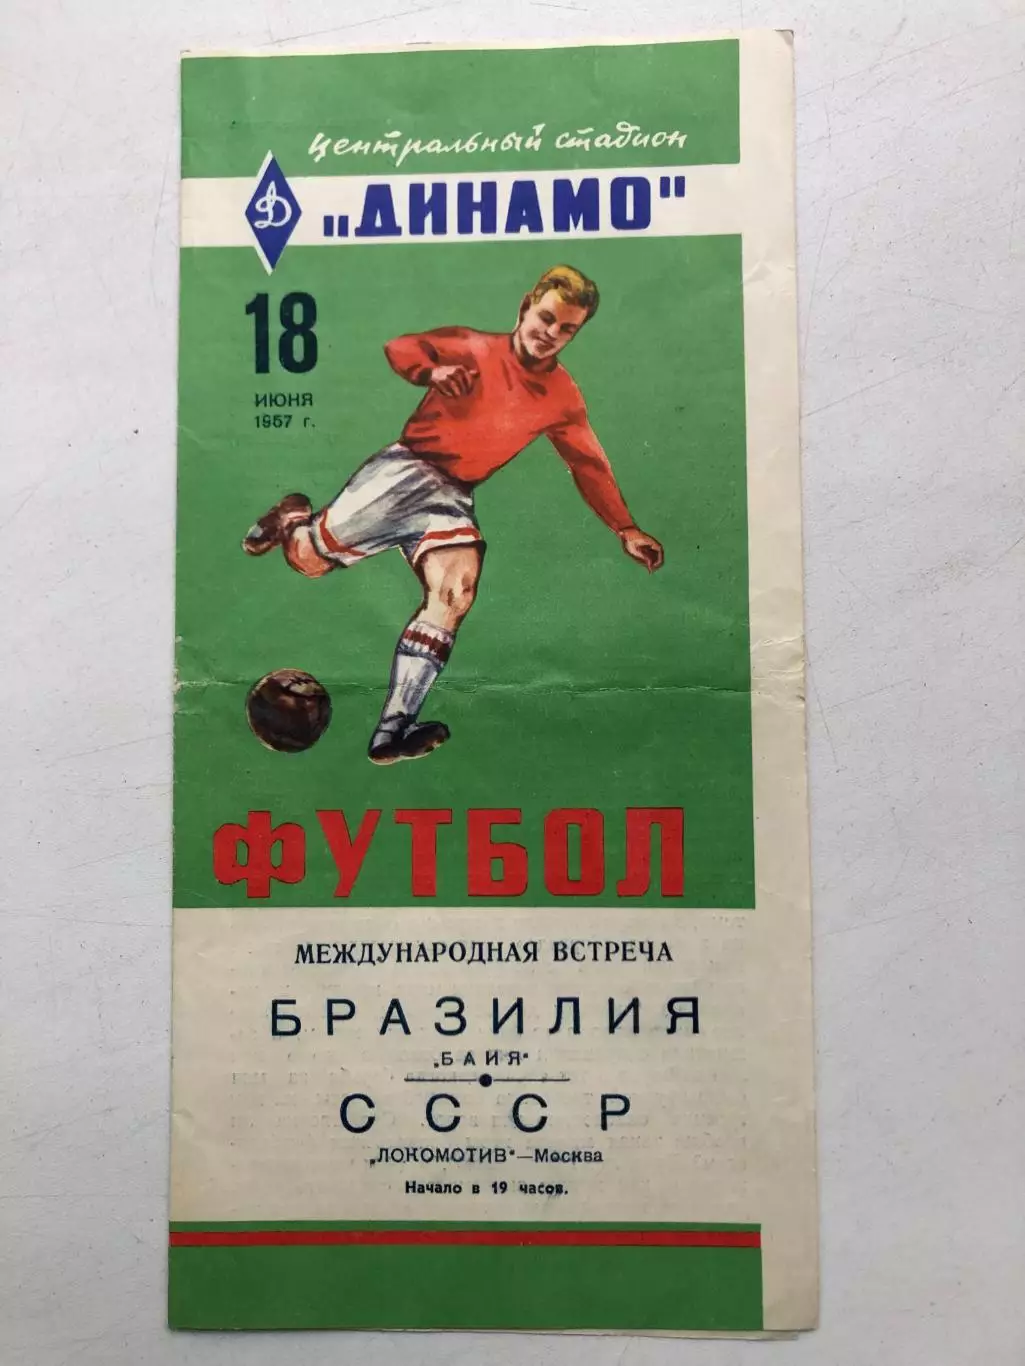 Центральный стадион
Д
„ДИНАМО"
18
ИЮНЯ
1957 г.
ФУТБОЛ
МЕЖДУНАРОДНАЯ ВСТРЕЧА
БРАЗИЛИЯ
„БАИЯ"
СССР
„ЛОКОМОТИВ"—Москва
Начало в 19 часов.